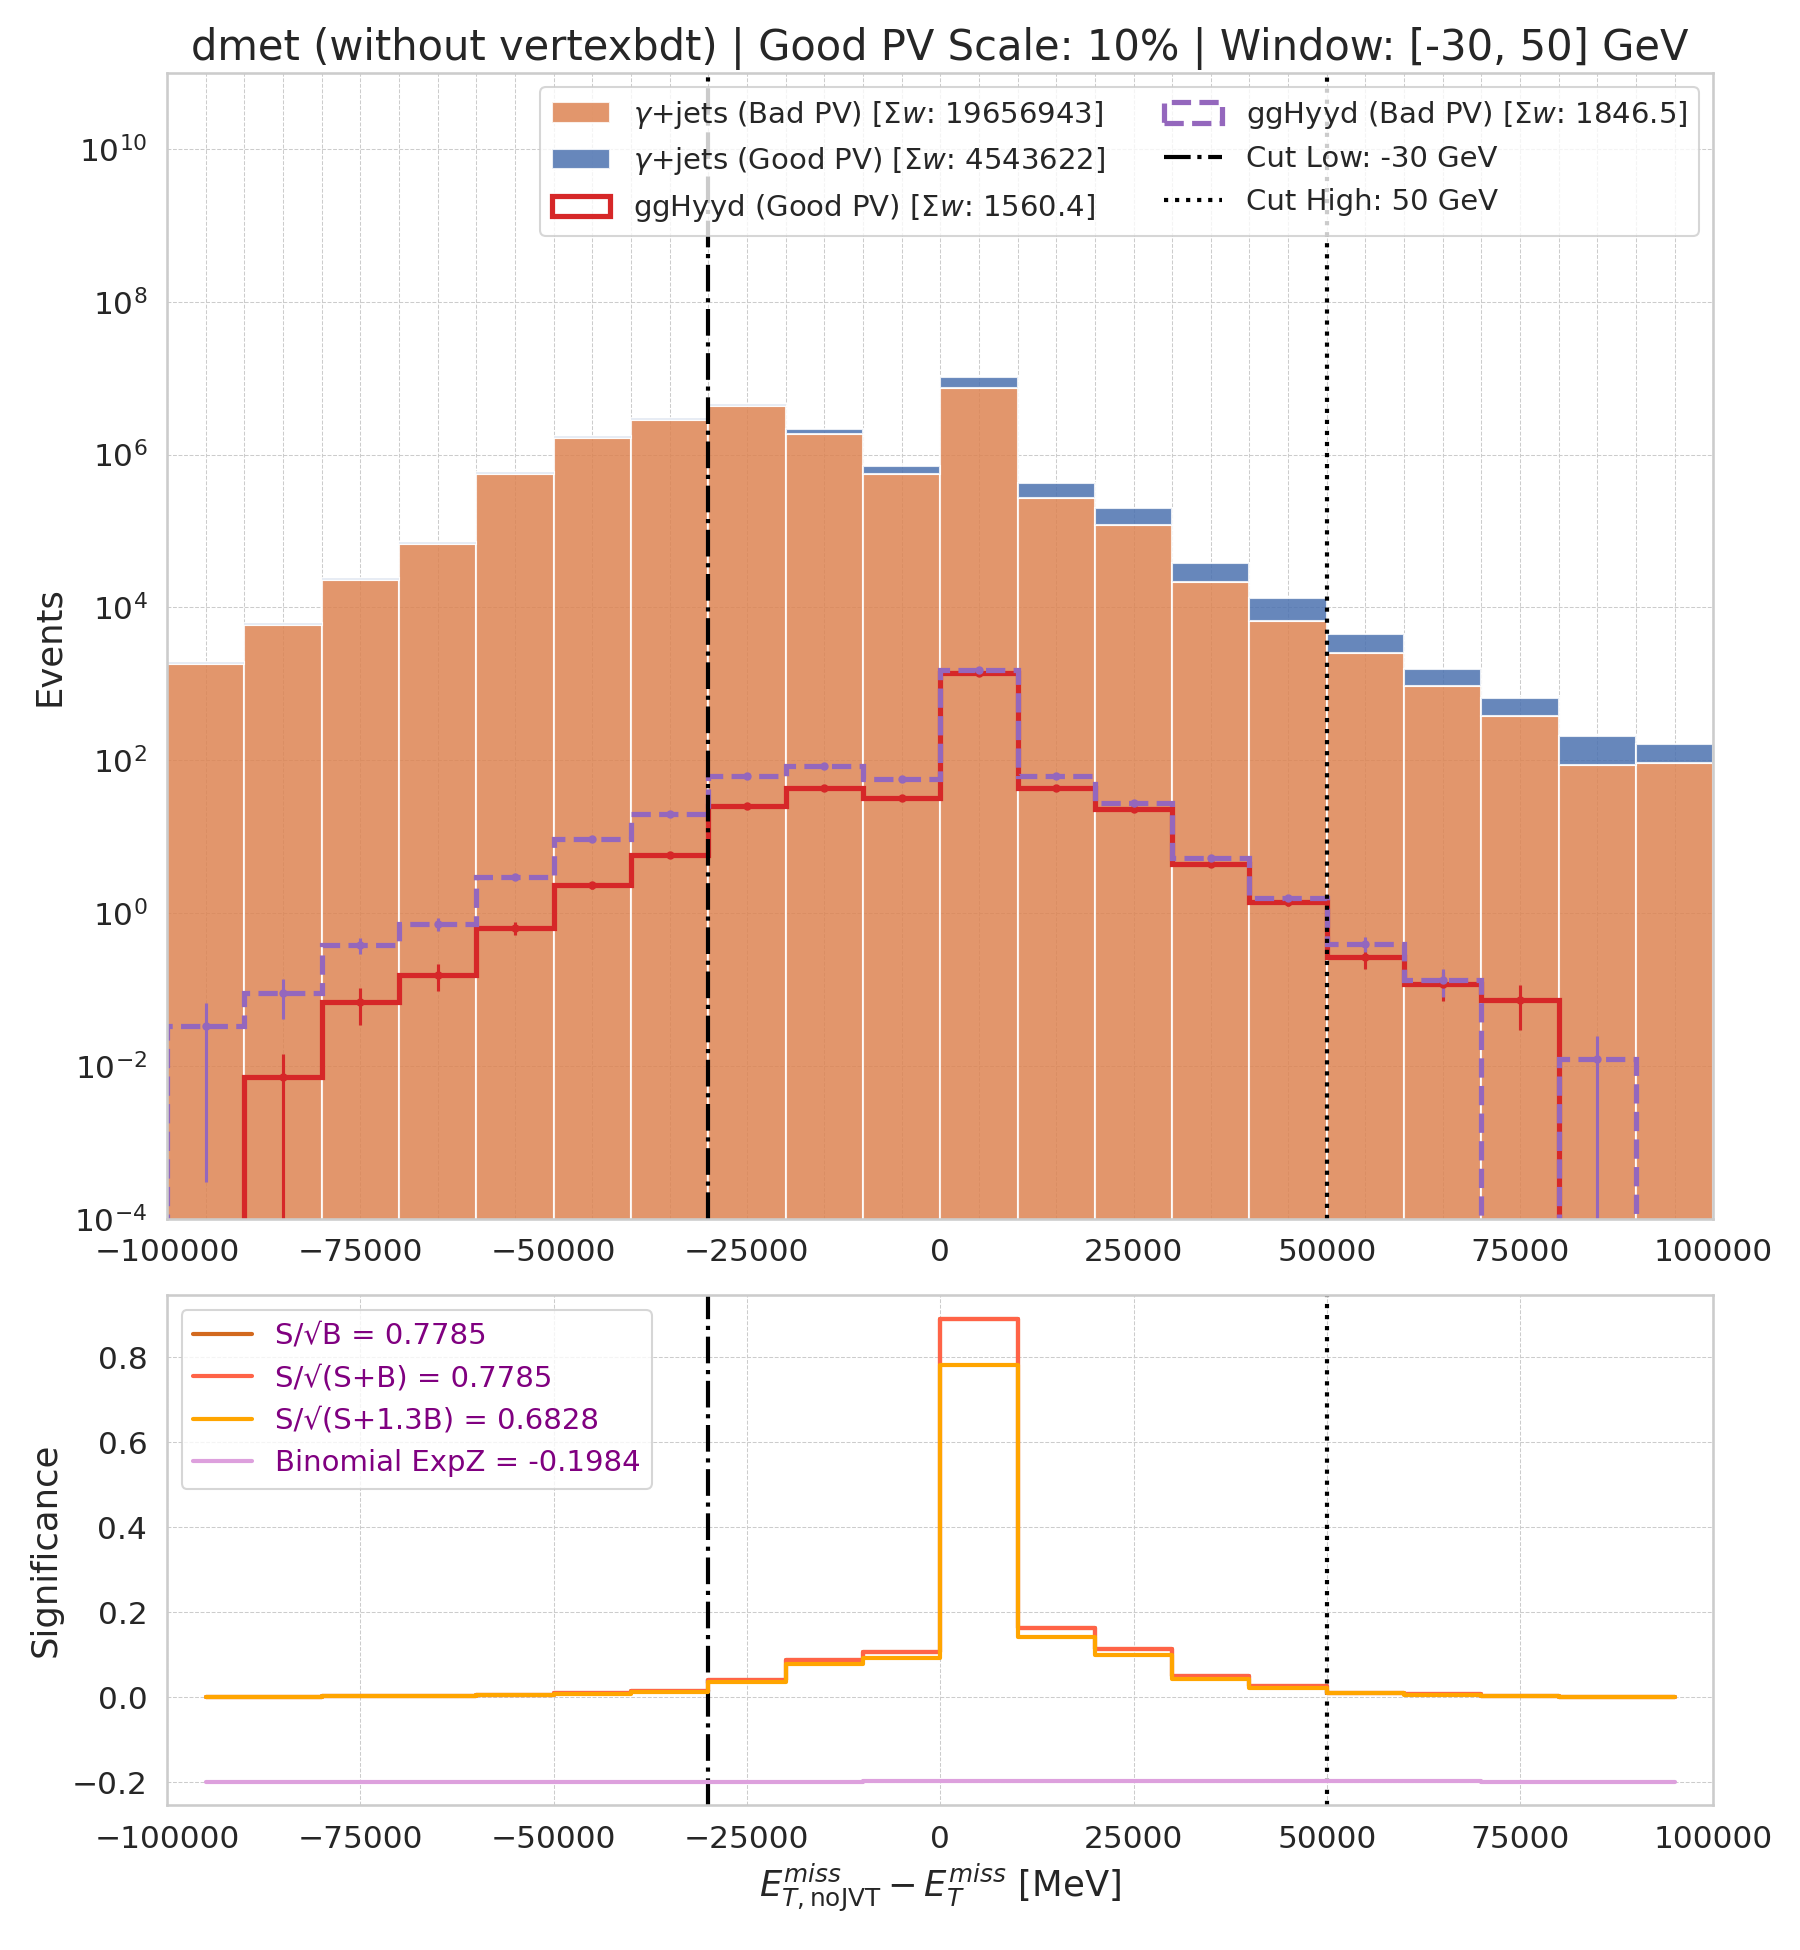 dmet (without vertexbdt) | Good PV Scale: 10% | Window: [-30, 50] GeV
γ+jets (Bad PV) [Σw: 19656943]
γ+jets (Good PV) [Σw: 4543622]
ggHyyd (Good PV) [Σw: 1560.4]
ggHyyd (Bad PV) [Σw: 1846.5]
Cut Low: -30 GeV
Cut High: 50 GeV
Events
10^10
10^8
10^6
10^4
10^2
10^0
10^−2
10^−4
−100000 −75000 −50000 −25000 0 25000 50000 75000 100000
S/√B = 0.7785
S/√(S+B) = 0.7785
S/√(S+1.3B) = 0.6828
Binomial ExpZ = -0.1984
Significance
0.8
0.6
0.4
0.2
0.0
−0.2
−100000 −75000 −50000 −25000 0 25000 50000 75000 100000
E_{T,noJVT}^{miss} − E_T^{miss} [MeV]